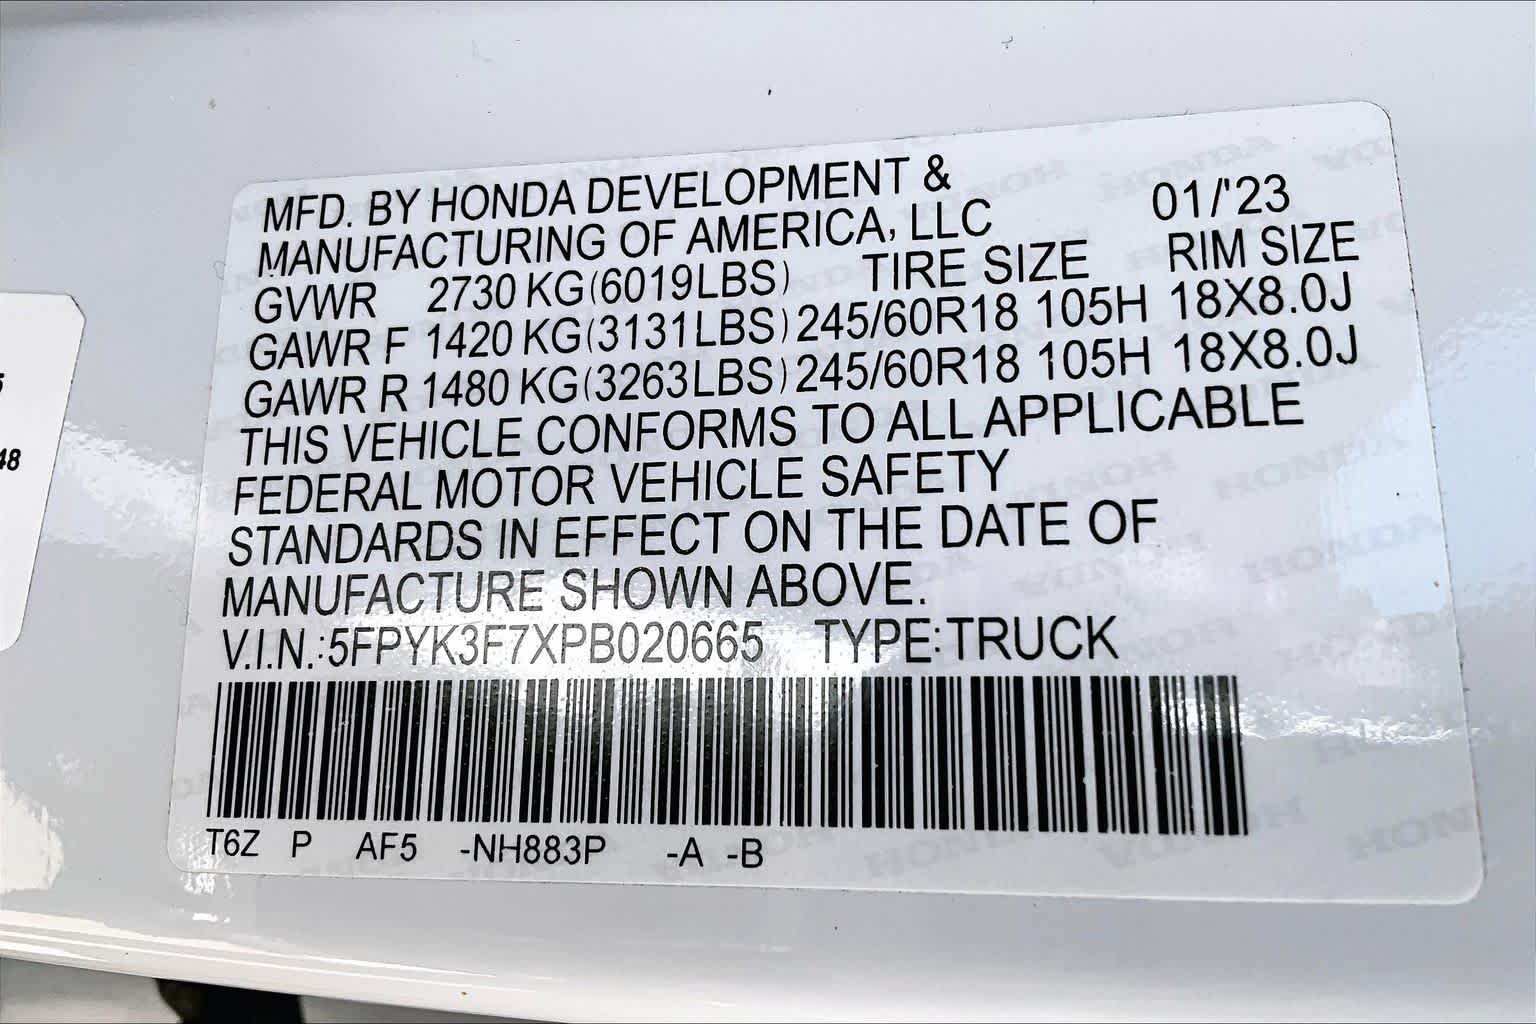 MFD. BY HONDA DEVELOPMENT &
MANUFACTURING OF AMERICA, LLC 01/'23
GVWR 2730 KG(6019LBS) TIRE SIZE RIM SIZE
GAWR F 1420 KG(3131LBS) 245/60R18 105H 18X8.0J
GAWR R 1480 KG(3263LBS) 245/60R18 105H 18X8.0J
THIS VEHICLE CONFORMS TO ALL APPLICABLE
FEDERAL MOTOR VEHICLE SAFETY
STANDARDS IN EFFECT ON THE DATE OF
MANUFACTURE SHOWN ABOVE.
V.I.N.:5FPYK3F7XPB020665 TYPE:TRUCK
T6Z P AF5 -NH883P -A -B
48